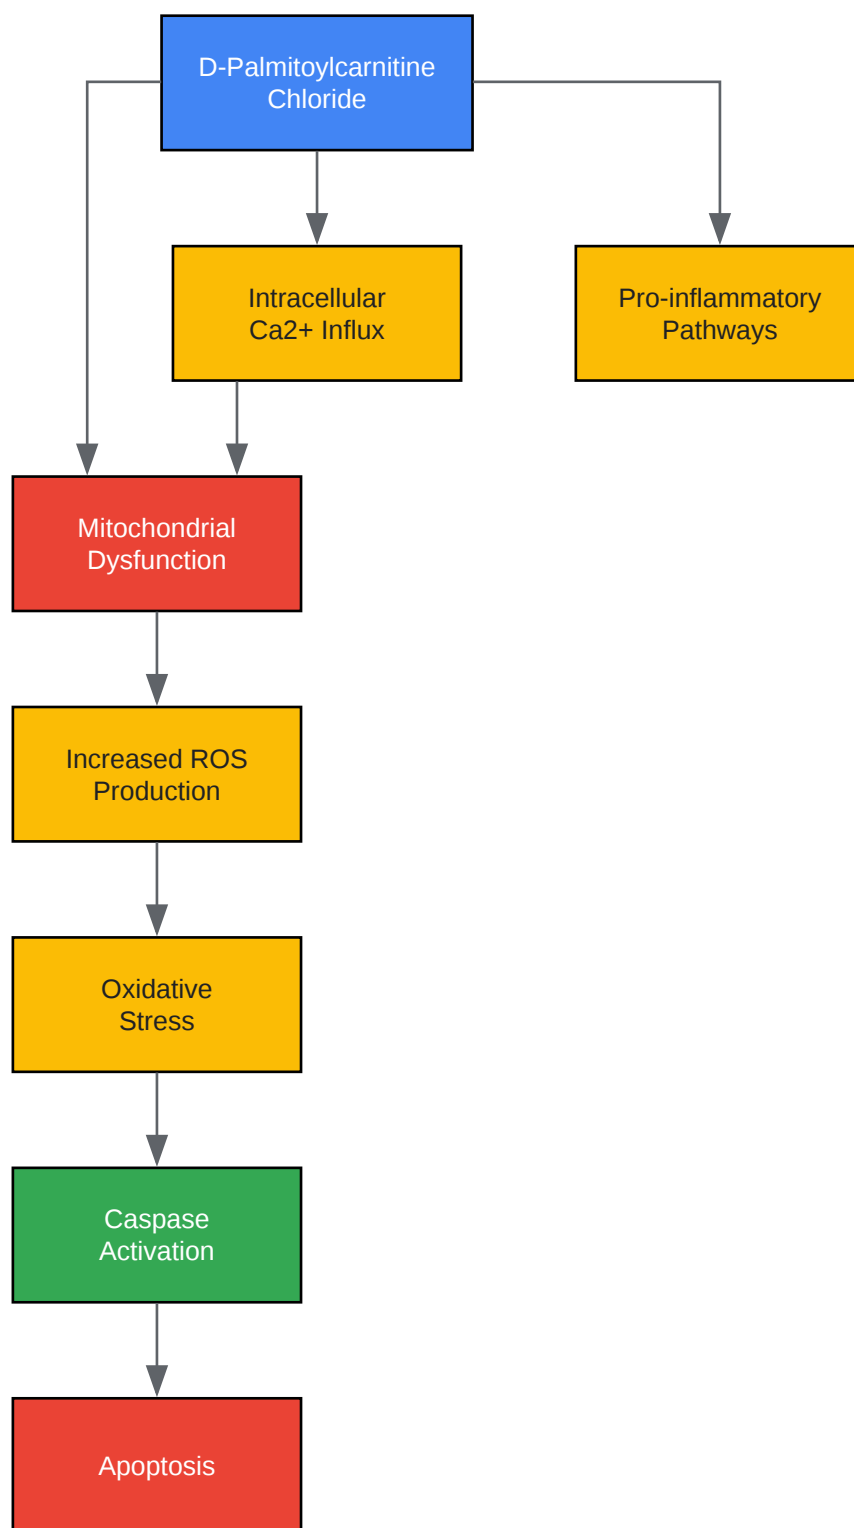 D-Palmitoylcarnitine
Chloride
Intracellular
Ca2+ Influx
Pro-inflammatory
Pathways
Mitochondrial
Dysfunction
Increased ROS
Production
Oxidative
Stress
Caspase
Activation
Apoptosis